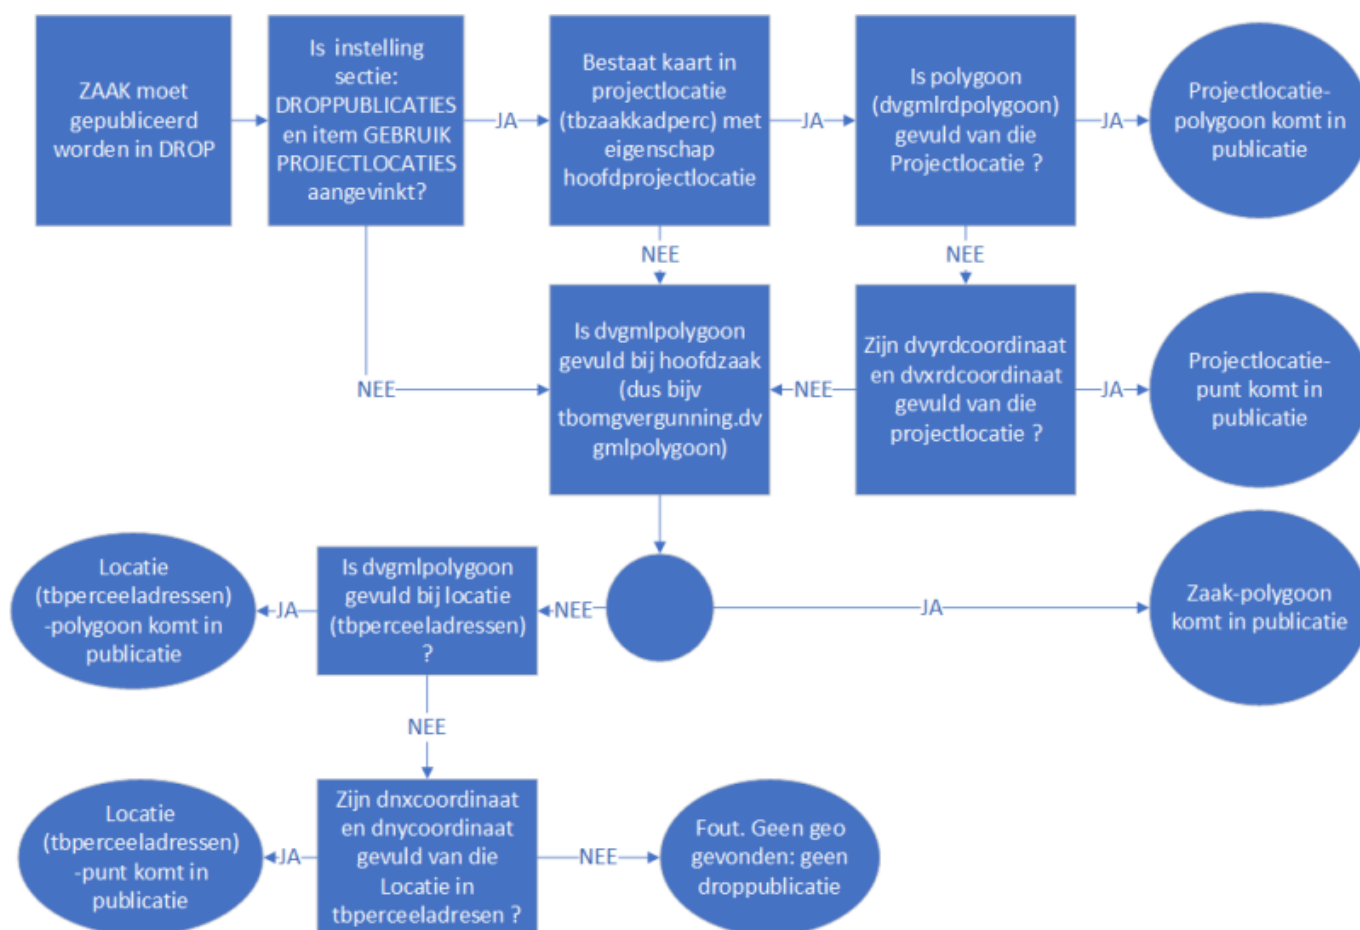 ZAAK moet
gepubliceerd
worden in DROP
Is instelling
sectie:
DROPPUBLICATIES
en item GEBRUIK
PROJECTLOCATIES
aangevinkt?
JA
Bestaat kaart in
projectlocatie
(tbzaakkadperc) met
eigenschap
hoofdprojectlocatie
JA
Is polygoon
(dvgmlrdpolygoon)
gevuld van die
Projectlocatie ?
JA
Projectlocatie-
polygoon komt in
publicatie
NEE
NEE
NEE
Is dvgmlpolygoon
gevuld bij hoofdzaak
(dus bijv
tbomgvergunning.dv
gmlpolygoon)
NEE
Zijn dvyrdcoordinaat
en dvxrdcoordinaat
gevuld van die
projectlocatie ?
JA
Projectlocatie-
punt komt in
publicatie
Locatie
(tbperceeladressen)
-polygoon komt in
publicatie
JA
Is dvgmlpolygoon
gevuld bij locatie
(tbperceeladressen)
?
NEE
JA
Zaak-polygoon
komt in publicatie
NEE
Locatie
(tbperceeladressen)
-punt komt in
publicatie
JA
Zijn dnxcoordinaat
en dnycoordinaat
gevuld van die
Locatie in
tbperceeladresen ?
NEE
Fout. Geen geo
gevonden: geen
droppublicatie